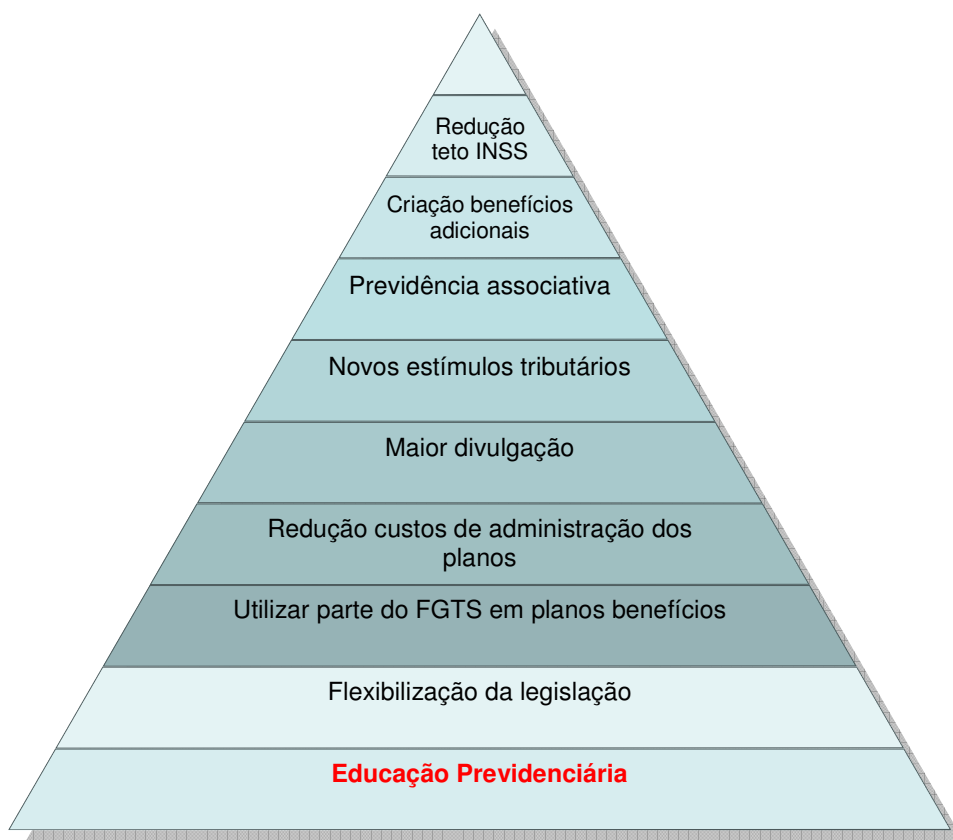 Redução
teto INSS
Criação benefícios
adicionais
Previdência associativa
Novos estímulos tributários
Maior divulgação
Redução custos de administração dos
planos
Utilizar parte do FGTS em planos benefícios
Flexibilização da legislação
Educação Previdenciária